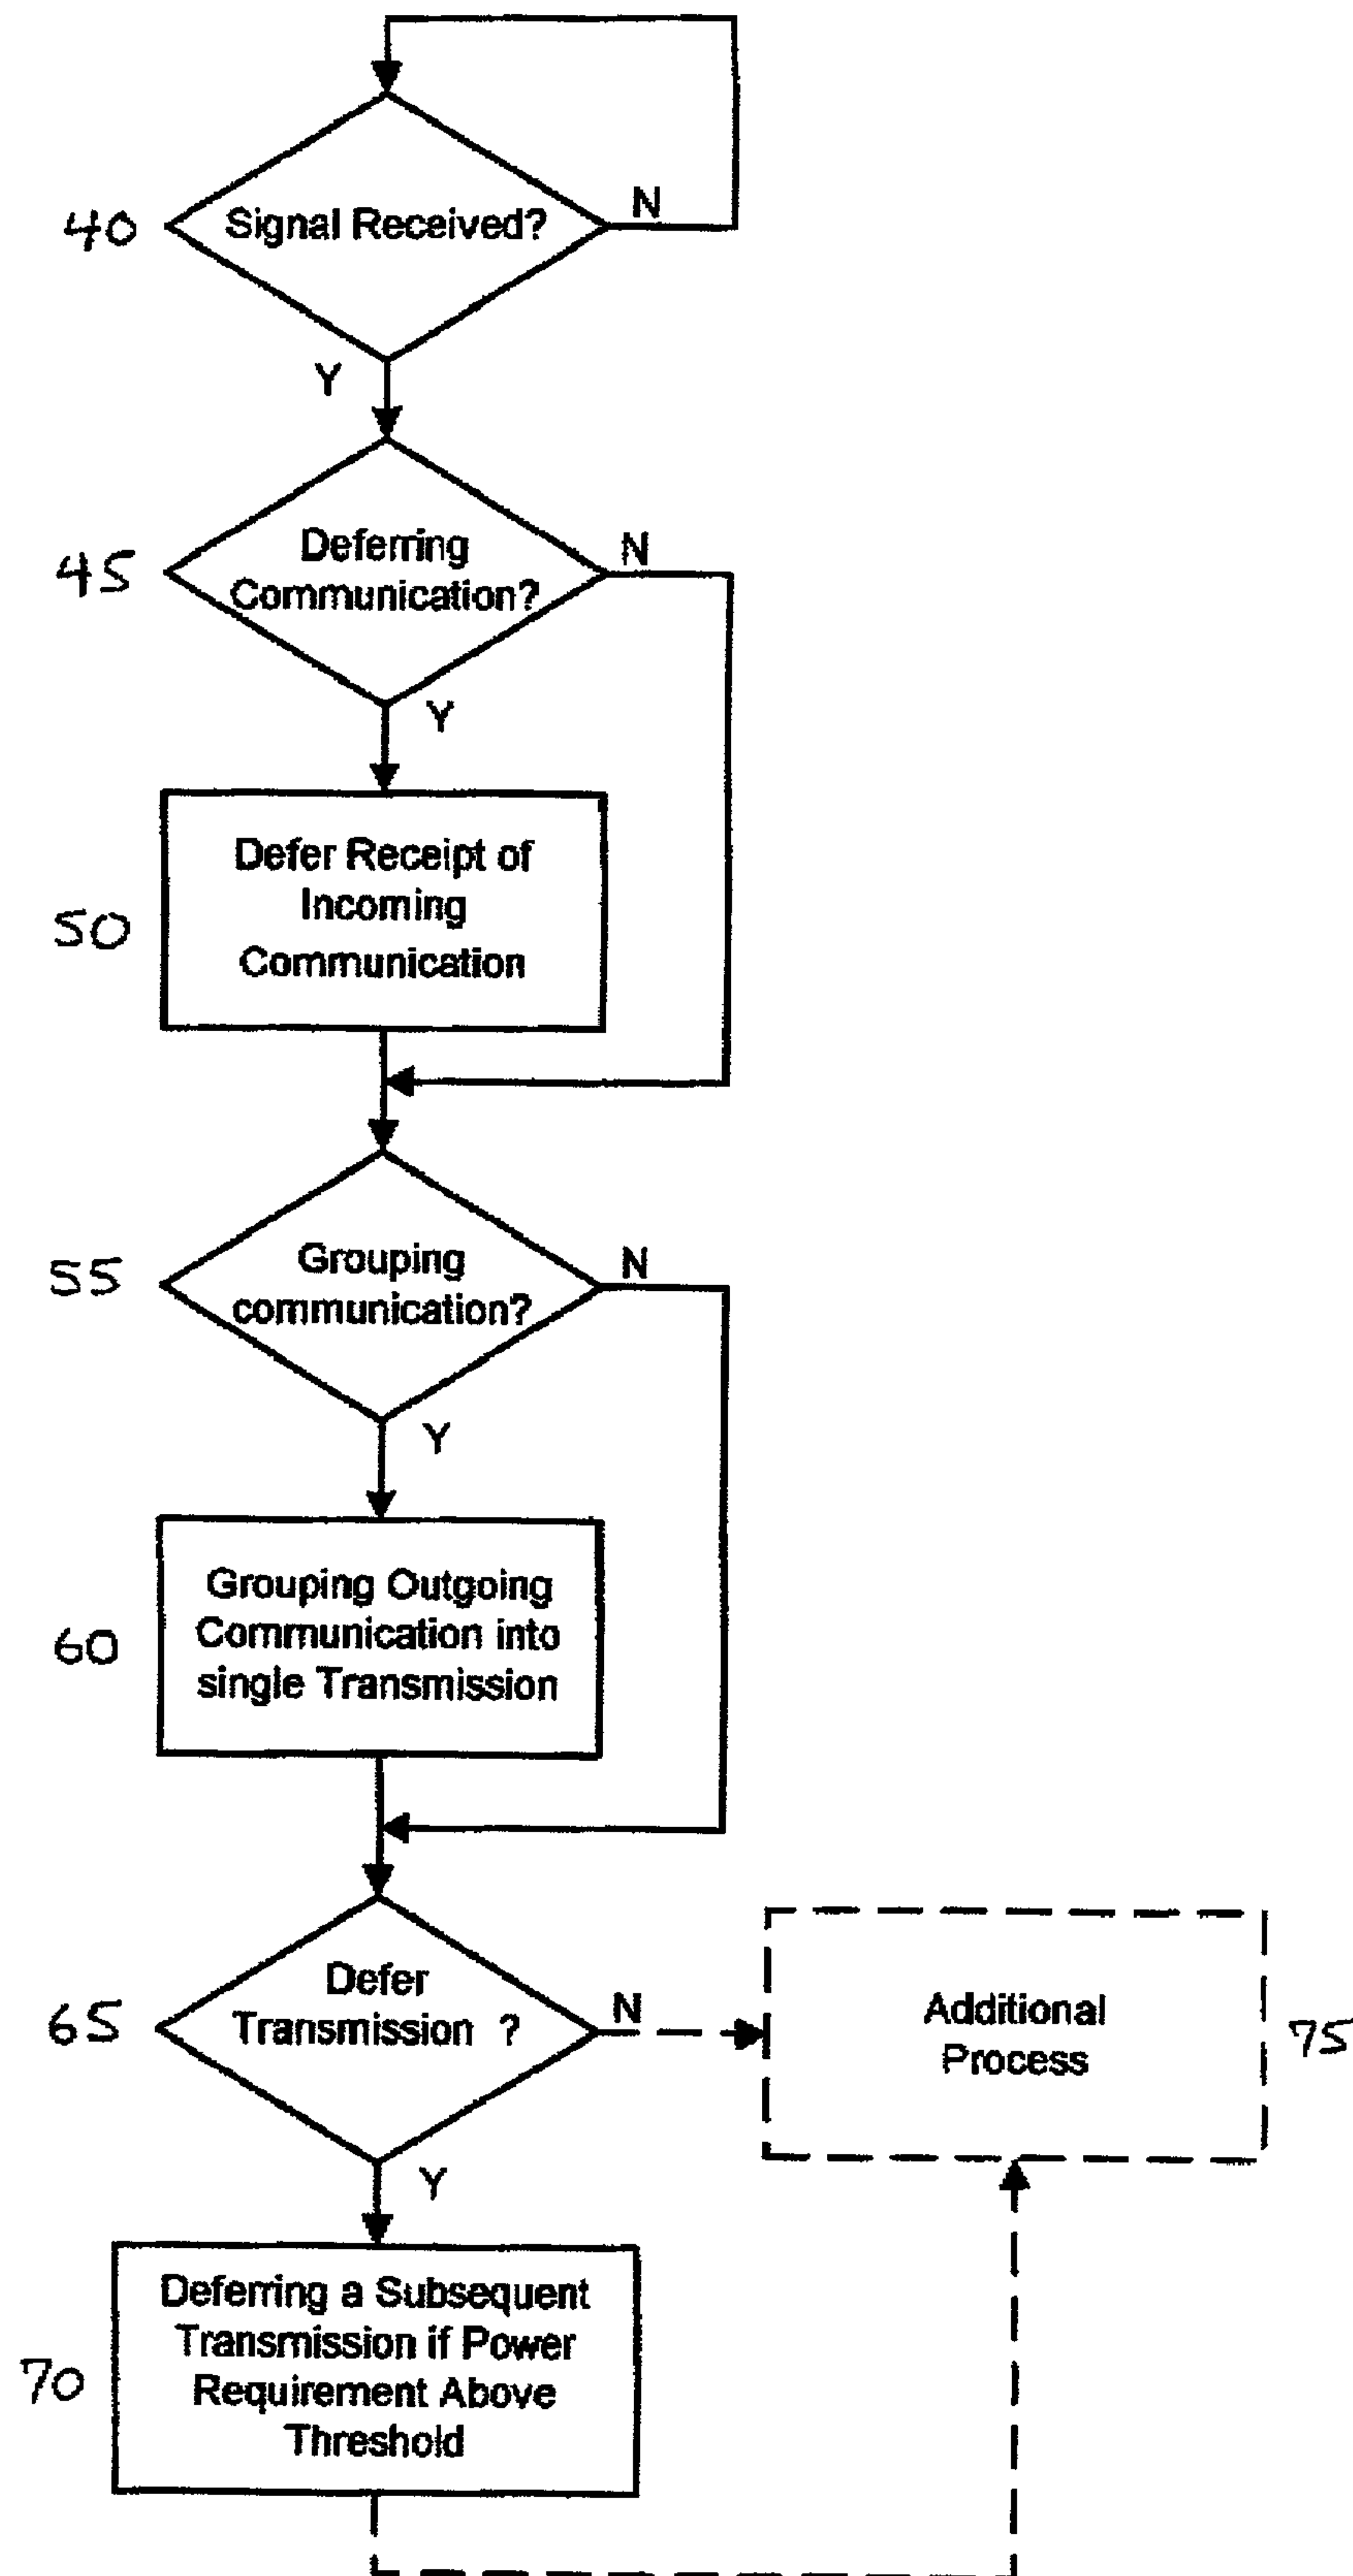 40
Signal Received?
N
Y
45
Deferring
Communication?
N
Y
50
Defer Receipt of
Incoming
Communication
55
Grouping
communication?
N
Y
60
Grouping Outgoing
Communication into
single Transmission
65
Defer
Transmission ?
N
Additional
Process
75
Y
70
Deferring a Subsequent
Transmission if Power
Requirement Above
Threshold